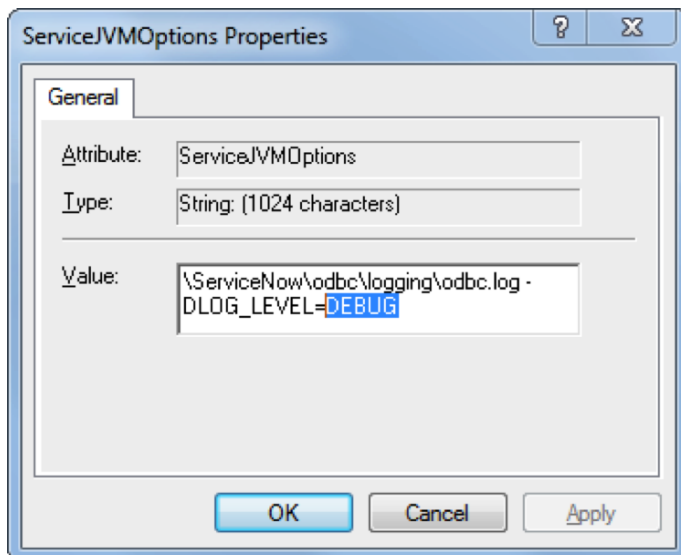 ServiceJVMOptions Properties
General
Attribute: ServiceJVMOptions
Type: String: (1024 characters)
Value: \ServiceNow\odbc\logging\odbc.log -
DLOG_LEVEL=DEBUG
OK Cancel Apply